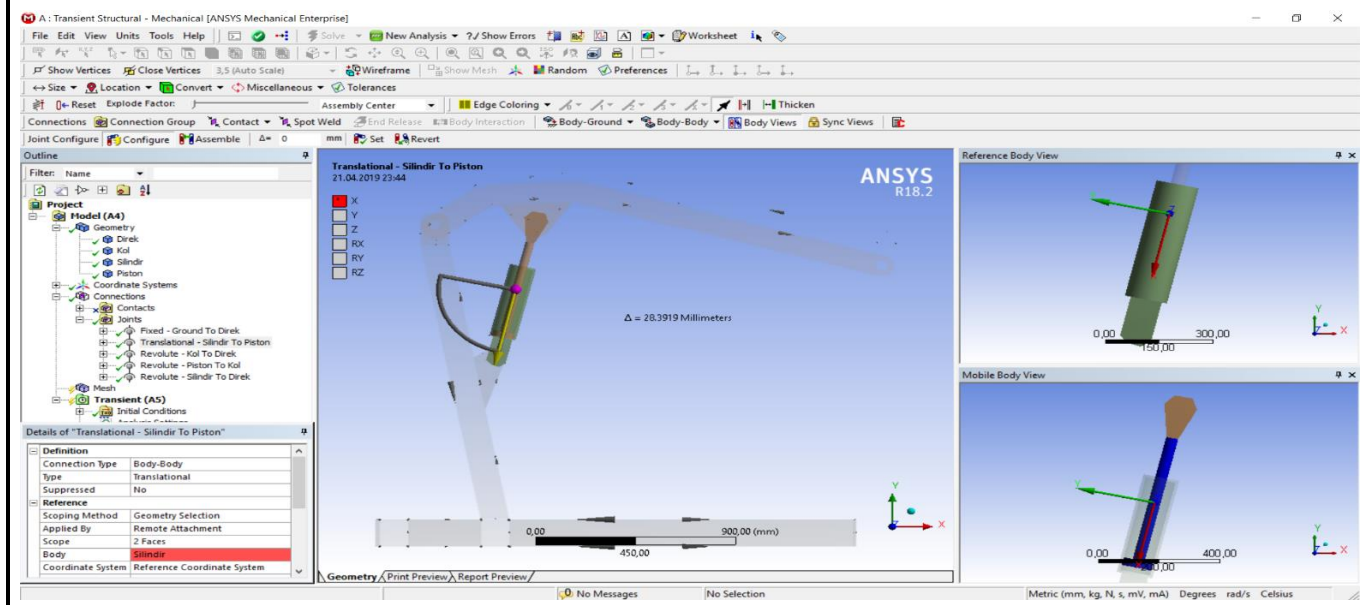 A : Transient Structural - Mechanical [ANSYS Mechanical Enterprise]
File Edit View Units Tools Help Solve New Analysis ?/ Show Errors Worksheet
Show Vertices Close Vertices 3,5 (Auto Scale) Wireframe Show Mesh Random Preferences
Size Location Convert Miscellaneous Tolerances
Reset Explode Factor: Assembly Center Edge Coloring Thicken
Connections Connection Group Contact Spot Weld End Release Body Interaction Body-Ground Body-Body Body Views Sync Views
Joint Configure Configure Assemble Δ= 0 mm Set Revert
Outline
Filter: Name
Project
Model (A4)
Geometry
Direk
Kol
Silindir
Piston
Coordinate Systems
Connections
Contacts
Joints
Fixed - Ground To Direk
Translational - Silindir To Piston
Revolute - Kol To Direk
Revolute - Piston To Kol
Revolute - Silindir To Direk
Mesh
Transient (A5)
Initial Conditions
Details of "Translational - Silindir To Piston"
Definition
Connection Type Body-Body
Type Translational
Suppressed No
Reference
Scoping Method Geometry Selection
Applied By Remote Attachment
Scope 2 Faces
Body Silindir
Coordinate System Reference Coordinate System
Translational - Silindir To Piston
21.04.2019 23:44
X
Y
Z
RX
RY
RZ
ANSYS
R18.2
Δ = 28.3919 Millimeters
Y
X
0,00 900,00 (mm)
450,00
Geometry Print Preview Report Preview
Reference Body View
Y
Z
0,00 300,00
150,00
Y
X
Mobile Body View
Y
0,00 400,00
200,00
Y
X
No Messages No Selection Metric (mm, kg, N, s, mV, mA) Degrees rad/s Celsius